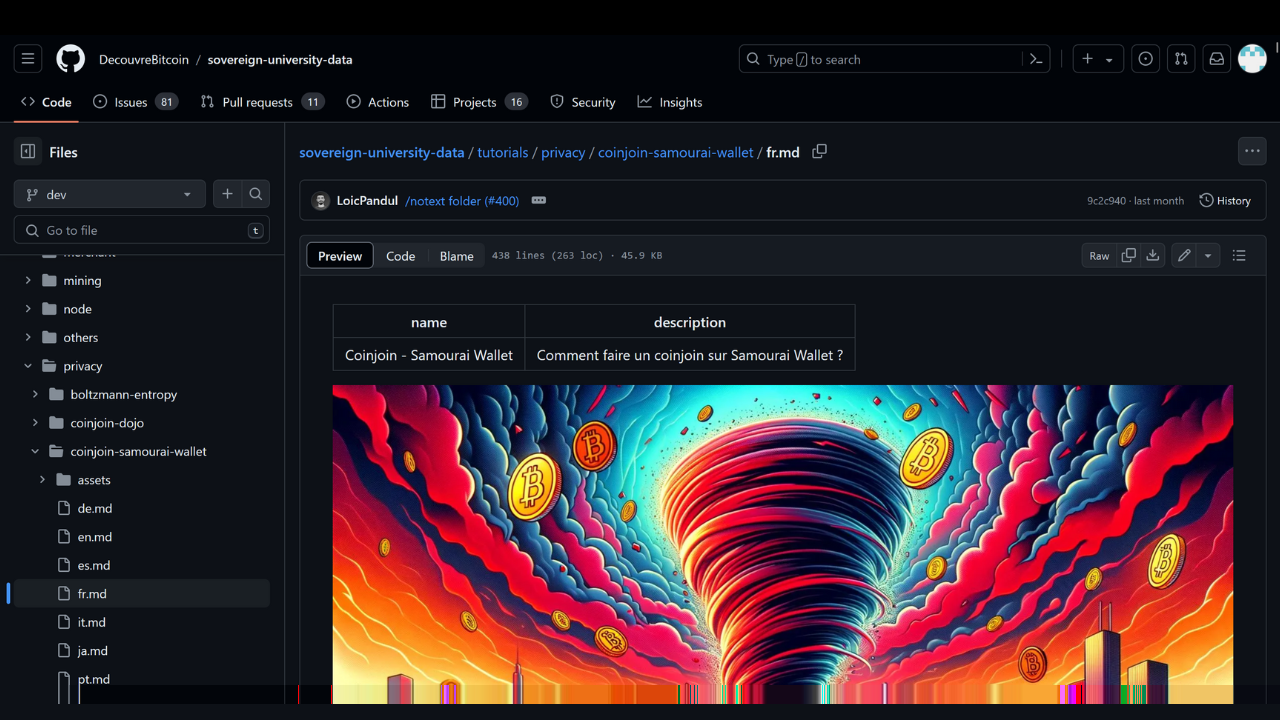 DecouvreBitcoin / sovereign-university-data
Type / to search
Code
Issues 81
Pull requests 11
Actions
Projects 16
Security
Insights
Files
sovereign-university-data / tutorials / privacy / coinjoin-samourai-wallet / fr.md
dev
LoicPandul /notext folder (#400)
9c2c940 · last month
History
Go to file t
Preview
Code
Blame
438 lines (263 loc) · 45.9 KB
Raw
merchant
mining
node
others
privacy
boltzmann-entropy
coinjoin-dojo
coinjoin-samourai-wallet
assets
de.md
en.md
es.md
fr.md
it.md
ja.md
pt.md
name description
Coinjoin - Samourai Wallet Comment faire un coinjoin sur Samourai Wallet ?